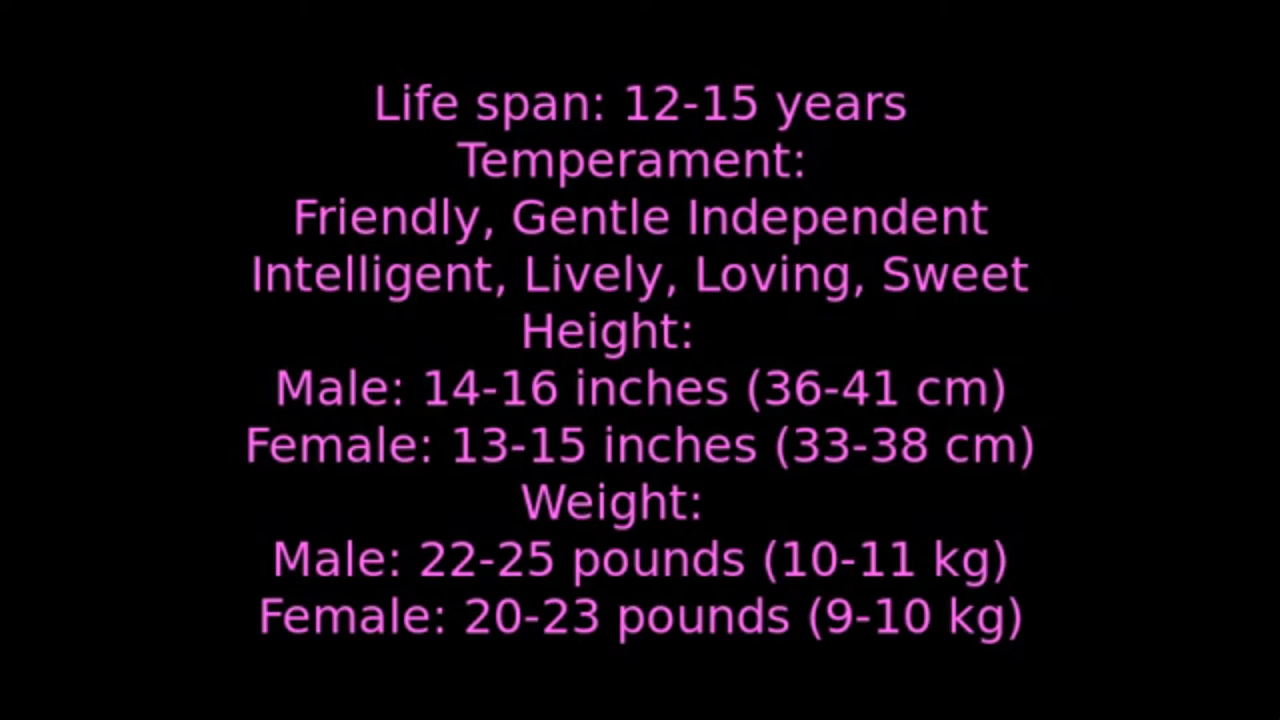 Life span: 12-15 years
Temperament:
Friendly, Gentle Independent
Intelligent, Lively, Loving, Sweet
Height:
Male: 14-16 inches (36-41 cm)
Female: 13-15 inches (33-38 cm)
Weight:
Male: 22-25 pounds (10-11 kg)
Female: 20-23 pounds (9-10 kg)